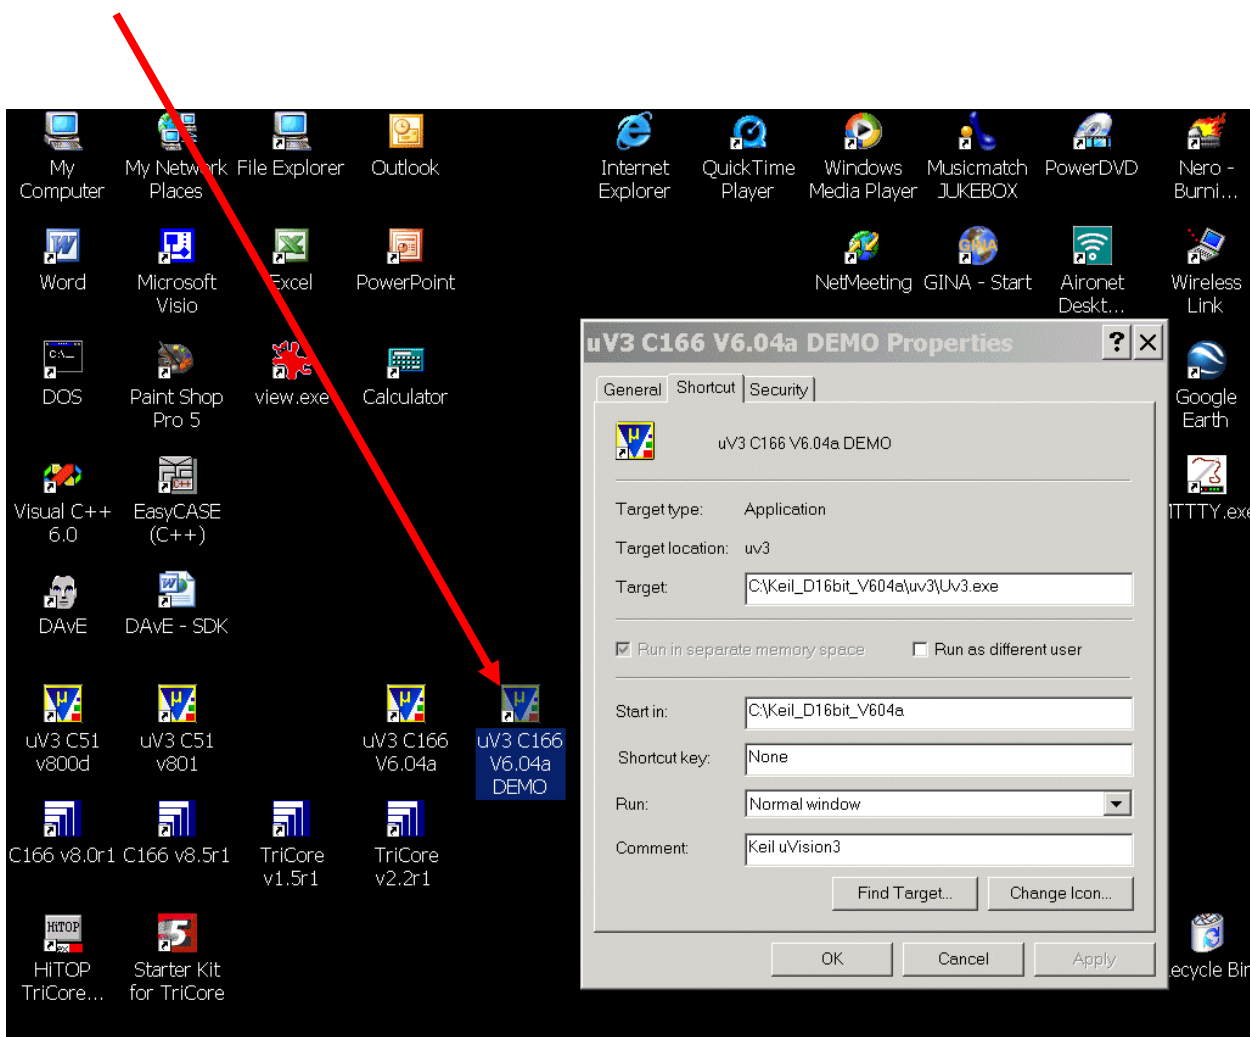 My
Computer
My Network
Places
File Explorer
Outlook
Internet
Explorer
QuickTime
Player
Windows
Media Player
Musicmatch
JUKEBOX
PowerDVD
Nero -
Burni...
Word
Microsoft
Visio
Excel
PowerPoint
NetMeeting
GINA
GINA - Start
Aironet
Deskt...
Wireless
Link
C:\_
DOS
Paint Shop
Pro 5
view.exe
Calculator
Google
Earth
Visual C++
6.0
C++
EasyCASE
(C++)
MTTTY.exe
DAvE
DAvE - SDK
µ
uV3 C51
v800d
µ
uV3 C51
v801
µ
uV3 C166
V6.04a
µ
uV3 C166
V6.04a
DEMO
C166 v8.0r1
C166 v8.5r1
TriCore
v1.5r1
TriCore
v2.2r1
HiTOP
ex
HiTOP
TriCore...
5
Starter Kit
for TriCore
ecycle Bin
uV3 C166 V6.04a DEMO Properties
? ×
General Shortcut Security
µ
uV3 C166 V6.04a DEMO
Target type: Application
Target location: uv3
Target: C:\Keil_D16bit_V604a\uv3\Uv3.exe
Run in separate memory space Run as different user
Start in: C:\Keil_D16bit_V604a
Shortcut key: None
Run: Normal window
Comment: Keil uVision3
Find Target... Change Icon...
OK Cancel Apply